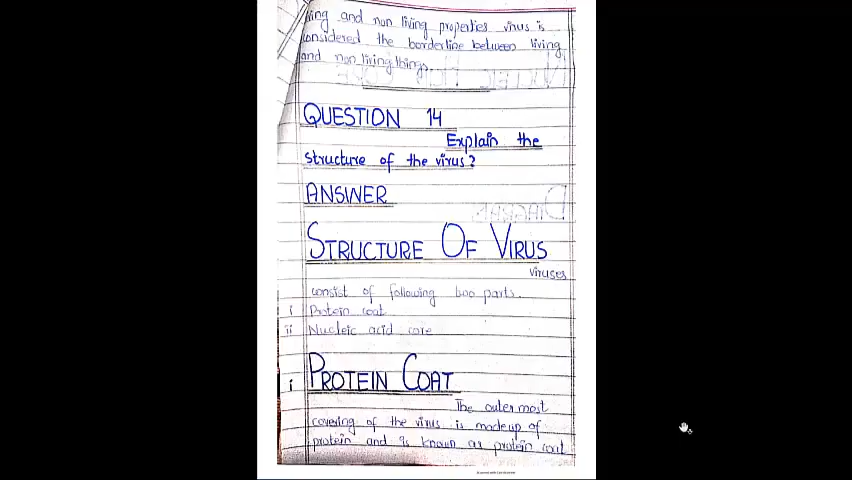 living and non living properties virus is
considered the borderline between living
and non living things.
QUESTION 14
Explain the
structure of the virus?
ANSWER
STRUCTURE OF VIRUS
viruses
consist of following two parts.
i Protein coat
ii Nucleic acid core
i PROTEIN COAT
The outer most
covering of the virus is made up of
protein and is known as protein coat